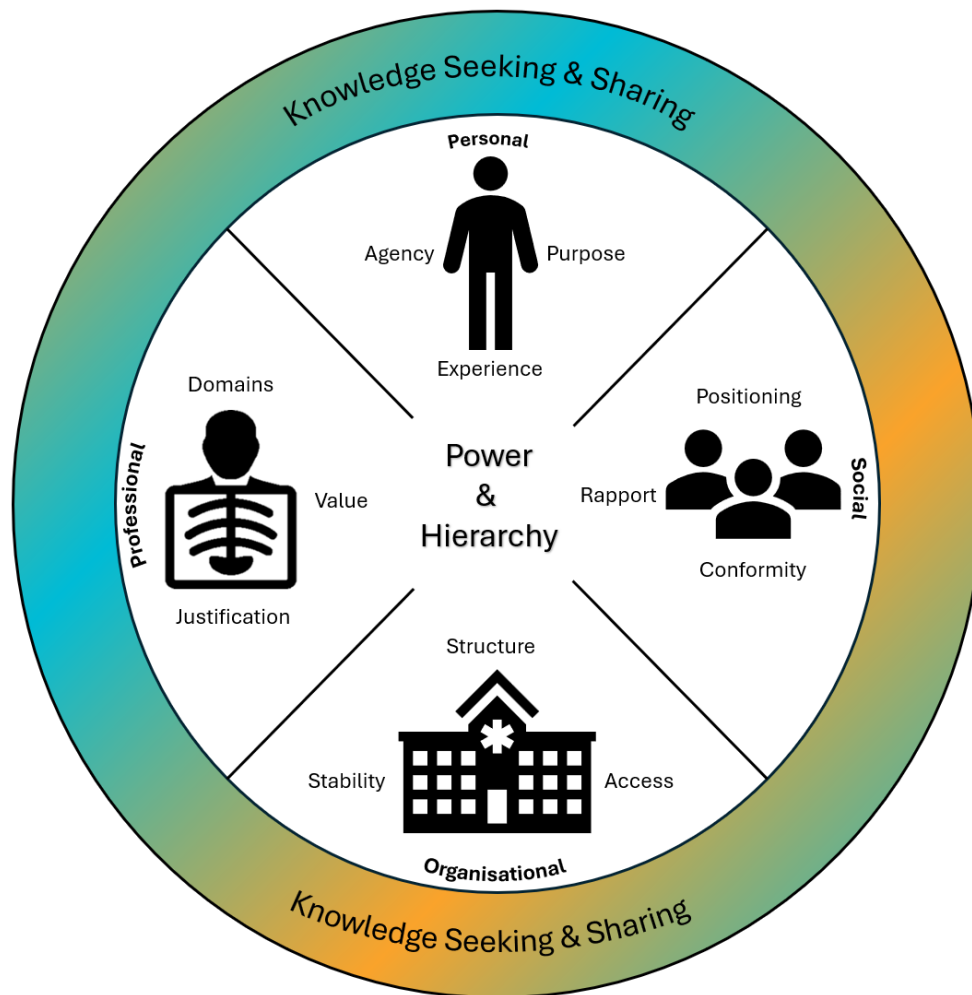 Knowledge Seeking & Sharing
Personal
Agency
Purpose
Experience
Domains
Professional
Value
Justification
Power
&
Hierarchy
Positioning
Rapport
Social
Conformity
Structure
Stability
Access
Organisational
Knowledge Seeking & Sharing